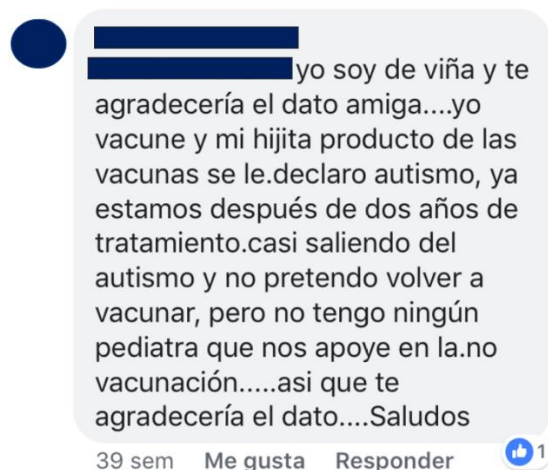 yo soy de viña y te
agradecería el dato amiga....yo
vacune y mi hijita producto de las
vacunas se le.declaro autismo, ya
estamos después de dos años de
tratamiento.casi saliendo del
autismo y no pretendo volver a
vacunar, pero no tengo ningún
pediatra que nos apoye en la.no
vacunación.....asi que te
agradecería el dato....Saludos
39 sem Me gusta Responder 1